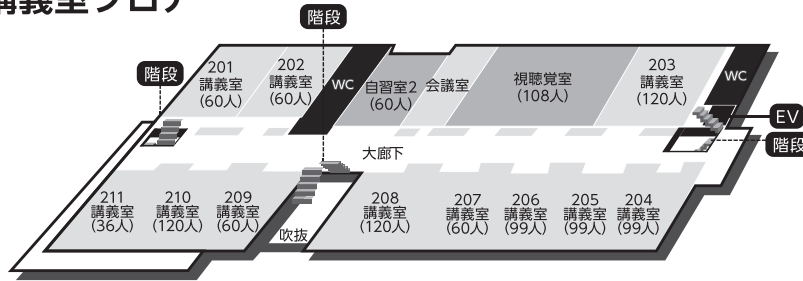 講義室フロア
階段
階段
201
講義室
(60人)
202
講義室
(60人)
WC
自習室2
(60人)
会議室
視聴覚室
(108人)
203
講義室
(120人)
WC
EV
階段
大廊下
211
講義室
(36人)
210
講義室
(120人)
209
講義室
(60人)
吹抜
208
講義室
(120人)
207
講義室
(60人)
206
講義室
(99人)
205
講義室
(99人)
204
講義室
(99人)